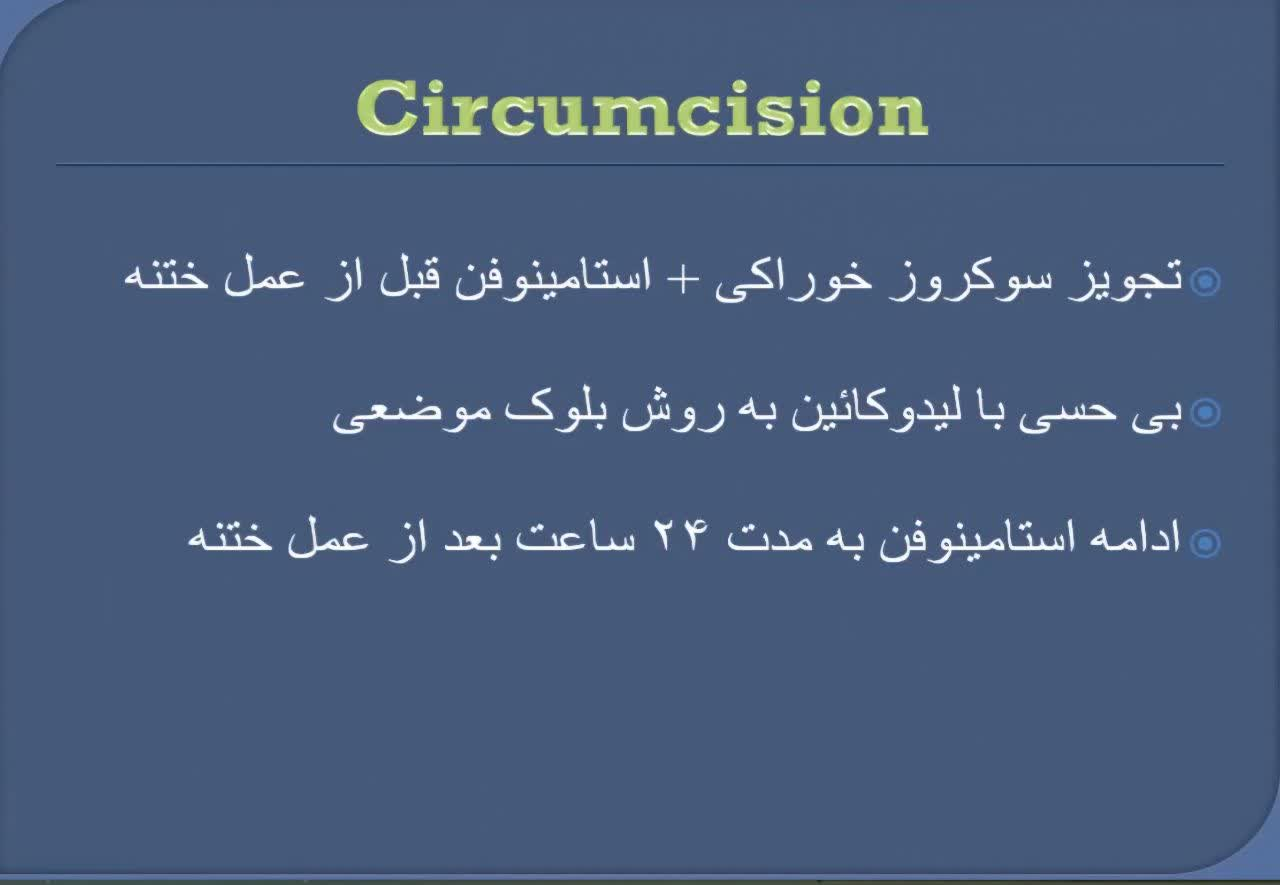 Circumcision
تجویز سوکروز خوراکی + استامینوفن قبل از عمل ختنه
بی حسی با لیدوکائین به روش بلوک موضعی
ادامه استامینوفن به مدت ۲۴ ساعت بعد از عمل ختنه